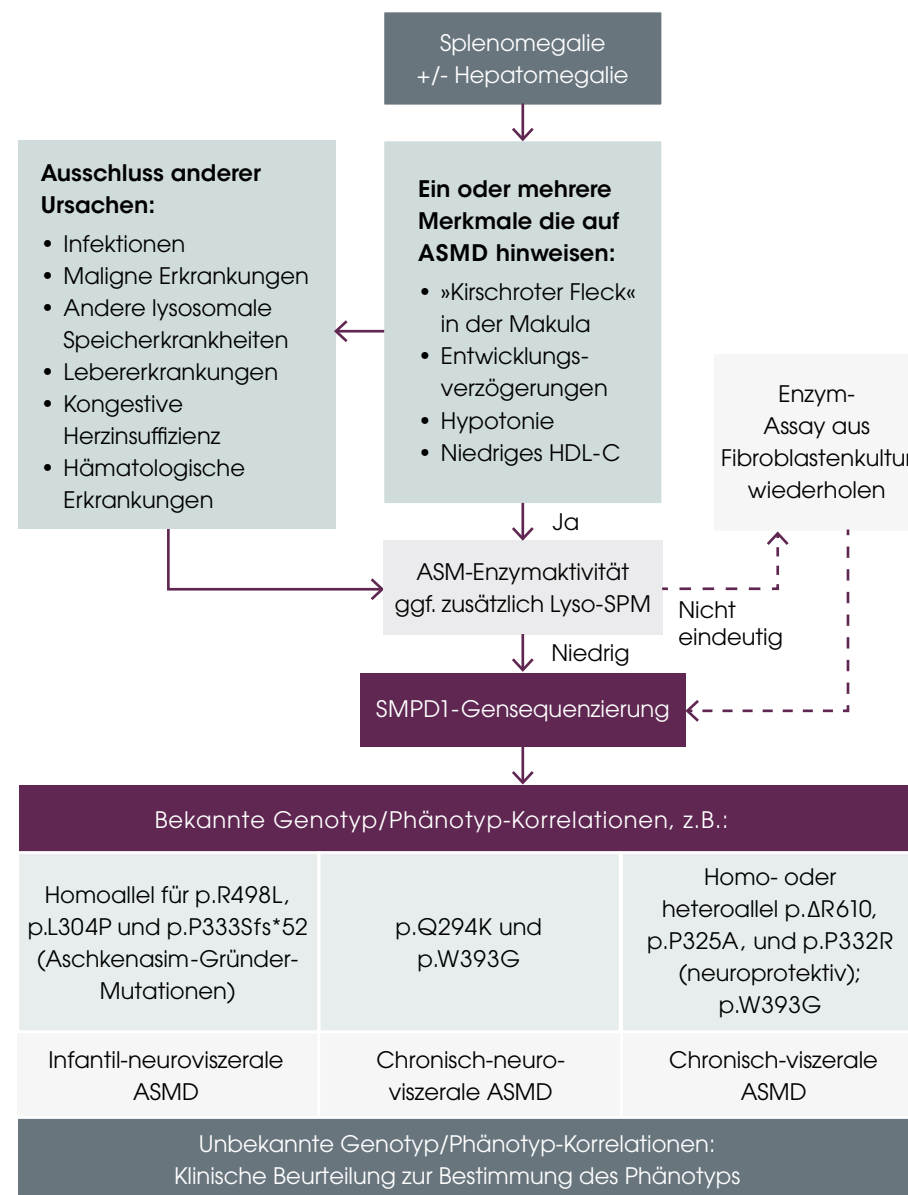 Splenomegalie
+/- Hepatomegalie
Ausschluss anderer
Ursachen:
• Infektionen
• Maligne Erkrankungen
• Andere lysosomale
Speicherkrankheiten
• Lebererkrankungen
• Kongestive
Herzinsuffizienz
• Hämatologische
Erkrankungen
Ein oder mehrere
Merkmale die auf
ASMD hinweisen:
• »Kirschroter Fleck«
in der Makula
• Entwicklungs-
verzögerungen
• Hypotonie
• Niedriges HDL-C
Enzym-
Assay aus
Fibroblastenkultur
wiederholen
Ja
ASM-Enzymaktivität
ggf. zusätzlich Lyso-SPM
Nicht
eindeutig
Niedrig
SMPD1-Gensequenzierung
Bekannte Genotyp/Phänotyp-Korrelationen, z.B.:
Homoallel für p.R498L,
p.L304P und p.P333Sfs*52
(Aschkenasim-Gründer-
Mutationen)
p.Q294K und
p.W393G
Homo- oder
heteroallel p.ΔR610,
p.P325A, und p.P332R
(neuroprotektiv);
p.W393G
Infantil-neuroviszerale
ASMD
Chronisch-neuro-
viszerale ASMD
Chronisch-viszerale
ASMD
Unbekannte Genotyp/Phänotyp-Korrelationen:
Klinische Beurteilung zur Bestimmung des Phänotyps